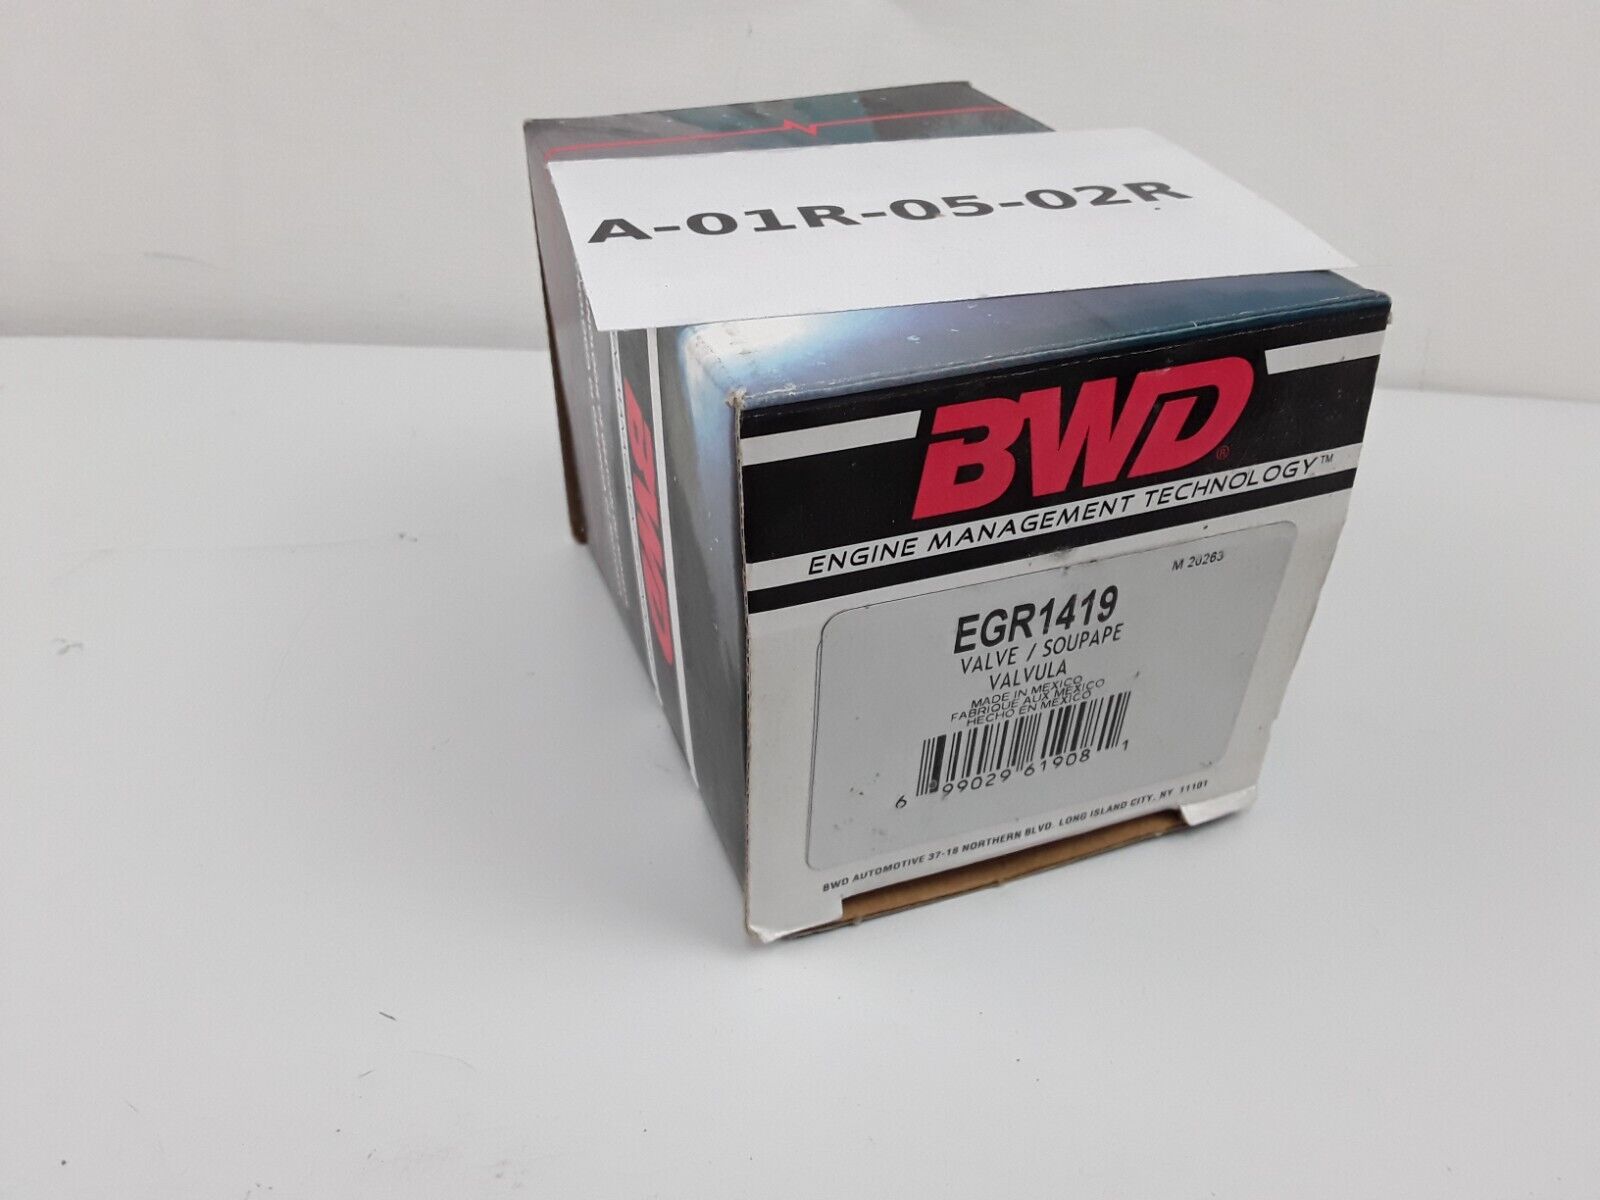 A-01R-05-02R
BWD
BWD®
ENGINE MANAGEMENT TECHNOLOGY™
M 20263
EGR1419
VALVE / SOUPAPE
VALVULA
MADE IN MEXICO
FABRIQUE AUX MEXICO
HECHO EN MEXICO
6 99029 61908 1
BWD AUTOMOTIVE 37-18 NORTHERN BLVD. LONG ISLAND CITY, NY 11101